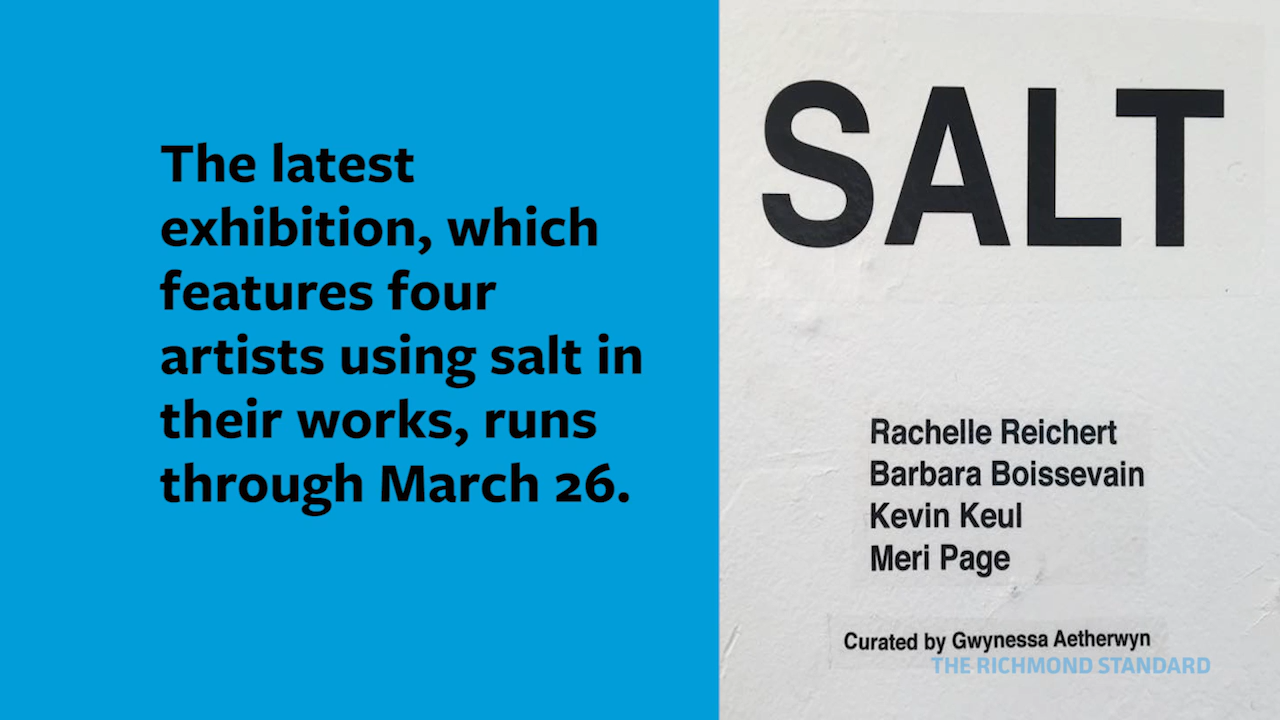 The latest
exhibition, which
features four
artists using salt in
their works, runs
through March 26.
SALT
Rachelle Reichert
Barbara Boissevain
Kevin Keul
Meri Page
Curated by Gwynessa Aetherwyn
THE RICHMOND STANDARD